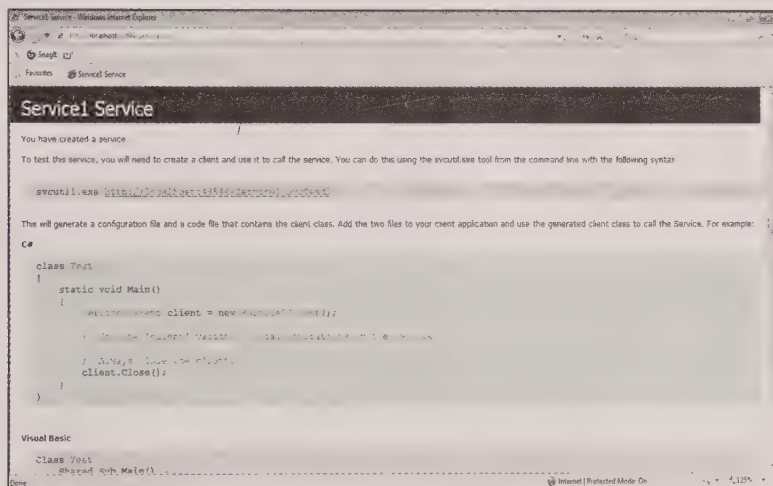 Service1 Service - Windows Internet Explorer
SnagIt
Favorites Service1 Service
Service1 Service
You have created a service
To test this service, you will need to create a client and use it to call the service. You can do this using the svcutil.exe tool from the command line with the following syntax
svcutil.exe
This will generate a configuration file and a code file that contains the client class. Add the two files to your client application and use the generated client class to call the Service. For example:
C#
class Test
{
static void Main()
{
client = new
client.Close();
}
}
Visual Basic
Class Test
Shared Sub Main()
Done Internet | Protected Mode: On 125%